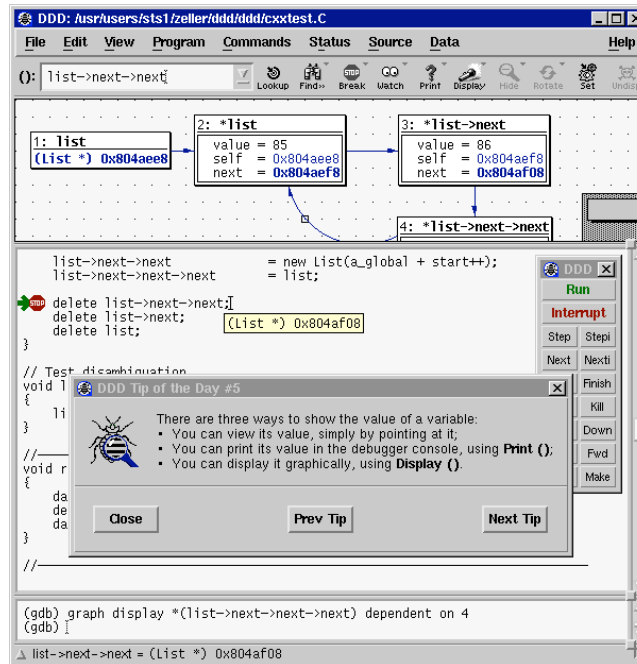 DDD: /usr/users/sts1/zeller/ddd/ddd/cxxtest.C
File Edit View Program Commands Status Source Data Help
(): list->next->next
Lookup Find>> Break Watch Print Display Hide Rotate Set Undisp
1: list
(List *) 0x804aee8
2: *list
value = 85
self = 0x804aee8
next = 0x804aef8
3: *list->next
value = 86
self = 0x804aef8
next = 0x804af08
4: *list->next->next
list->next->next = new List(a_global + start++);
list->next->next->next = list;
STOP delete list->next->next;
delete list->next;
(List *) 0x804af08
delete list;
}
// Test disambiguation
void l
{
li
}
//
void r
{
da
de
da
}
//
DDD
Run
Interrupt
Step Stepi
Next Nexti
Finish
Kill
Down
Fwd
Make
DDD Tip of the Day #5
There are three ways to show the value of a variable:
▪ You can view its value, simply by pointing at it;
▪ You can print its value in the debugger console, using Print ();
▪ You can display it graphically, using Display ().
Close Prev Tip Next Tip
(gdb) graph display *(list->next->next->next) dependent on 4
(gdb)
list->next->next = (List *) 0x804af08